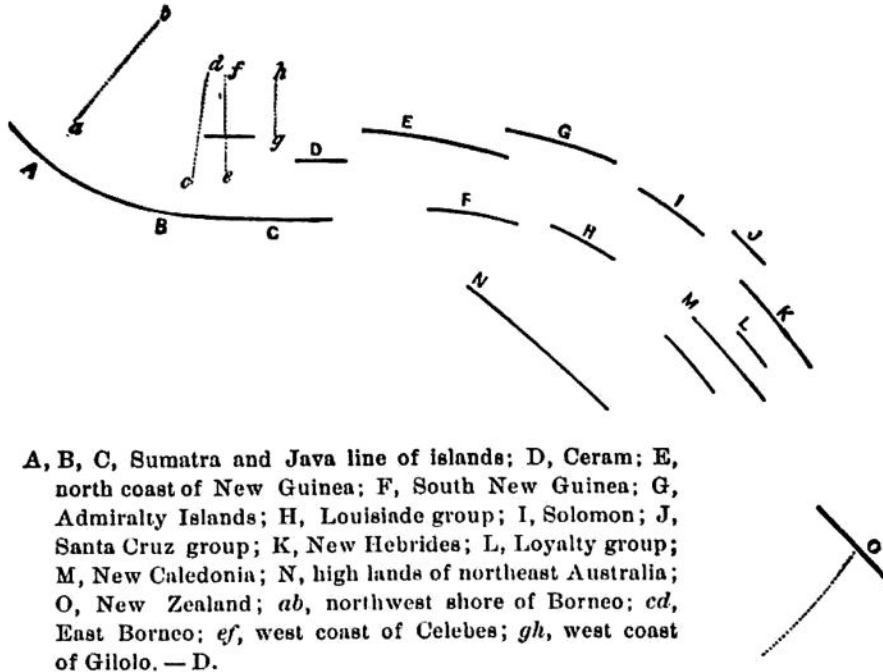 b
d f h
a
E G
g
D
A
c e
I
F
B C
H
J
N
M
K
L
O
A, B, C, Sumatra and Java line of islands; D, Ceram; E,
north coast of New Guinea; F, South New Guinea; G,
Admiralty Islands; H, Louisiade group; I, Solomon; J,
Santa Cruz group; K, New Hebrides; L, Loyalty group;
M, New Caledonia; N, high lands of northeast Australia;
O, New Zealand; ab, northwest shore of Borneo; cd,
East Borneo; ef, west coast of Celebes; gh, west coast
of Gilolo. — D.